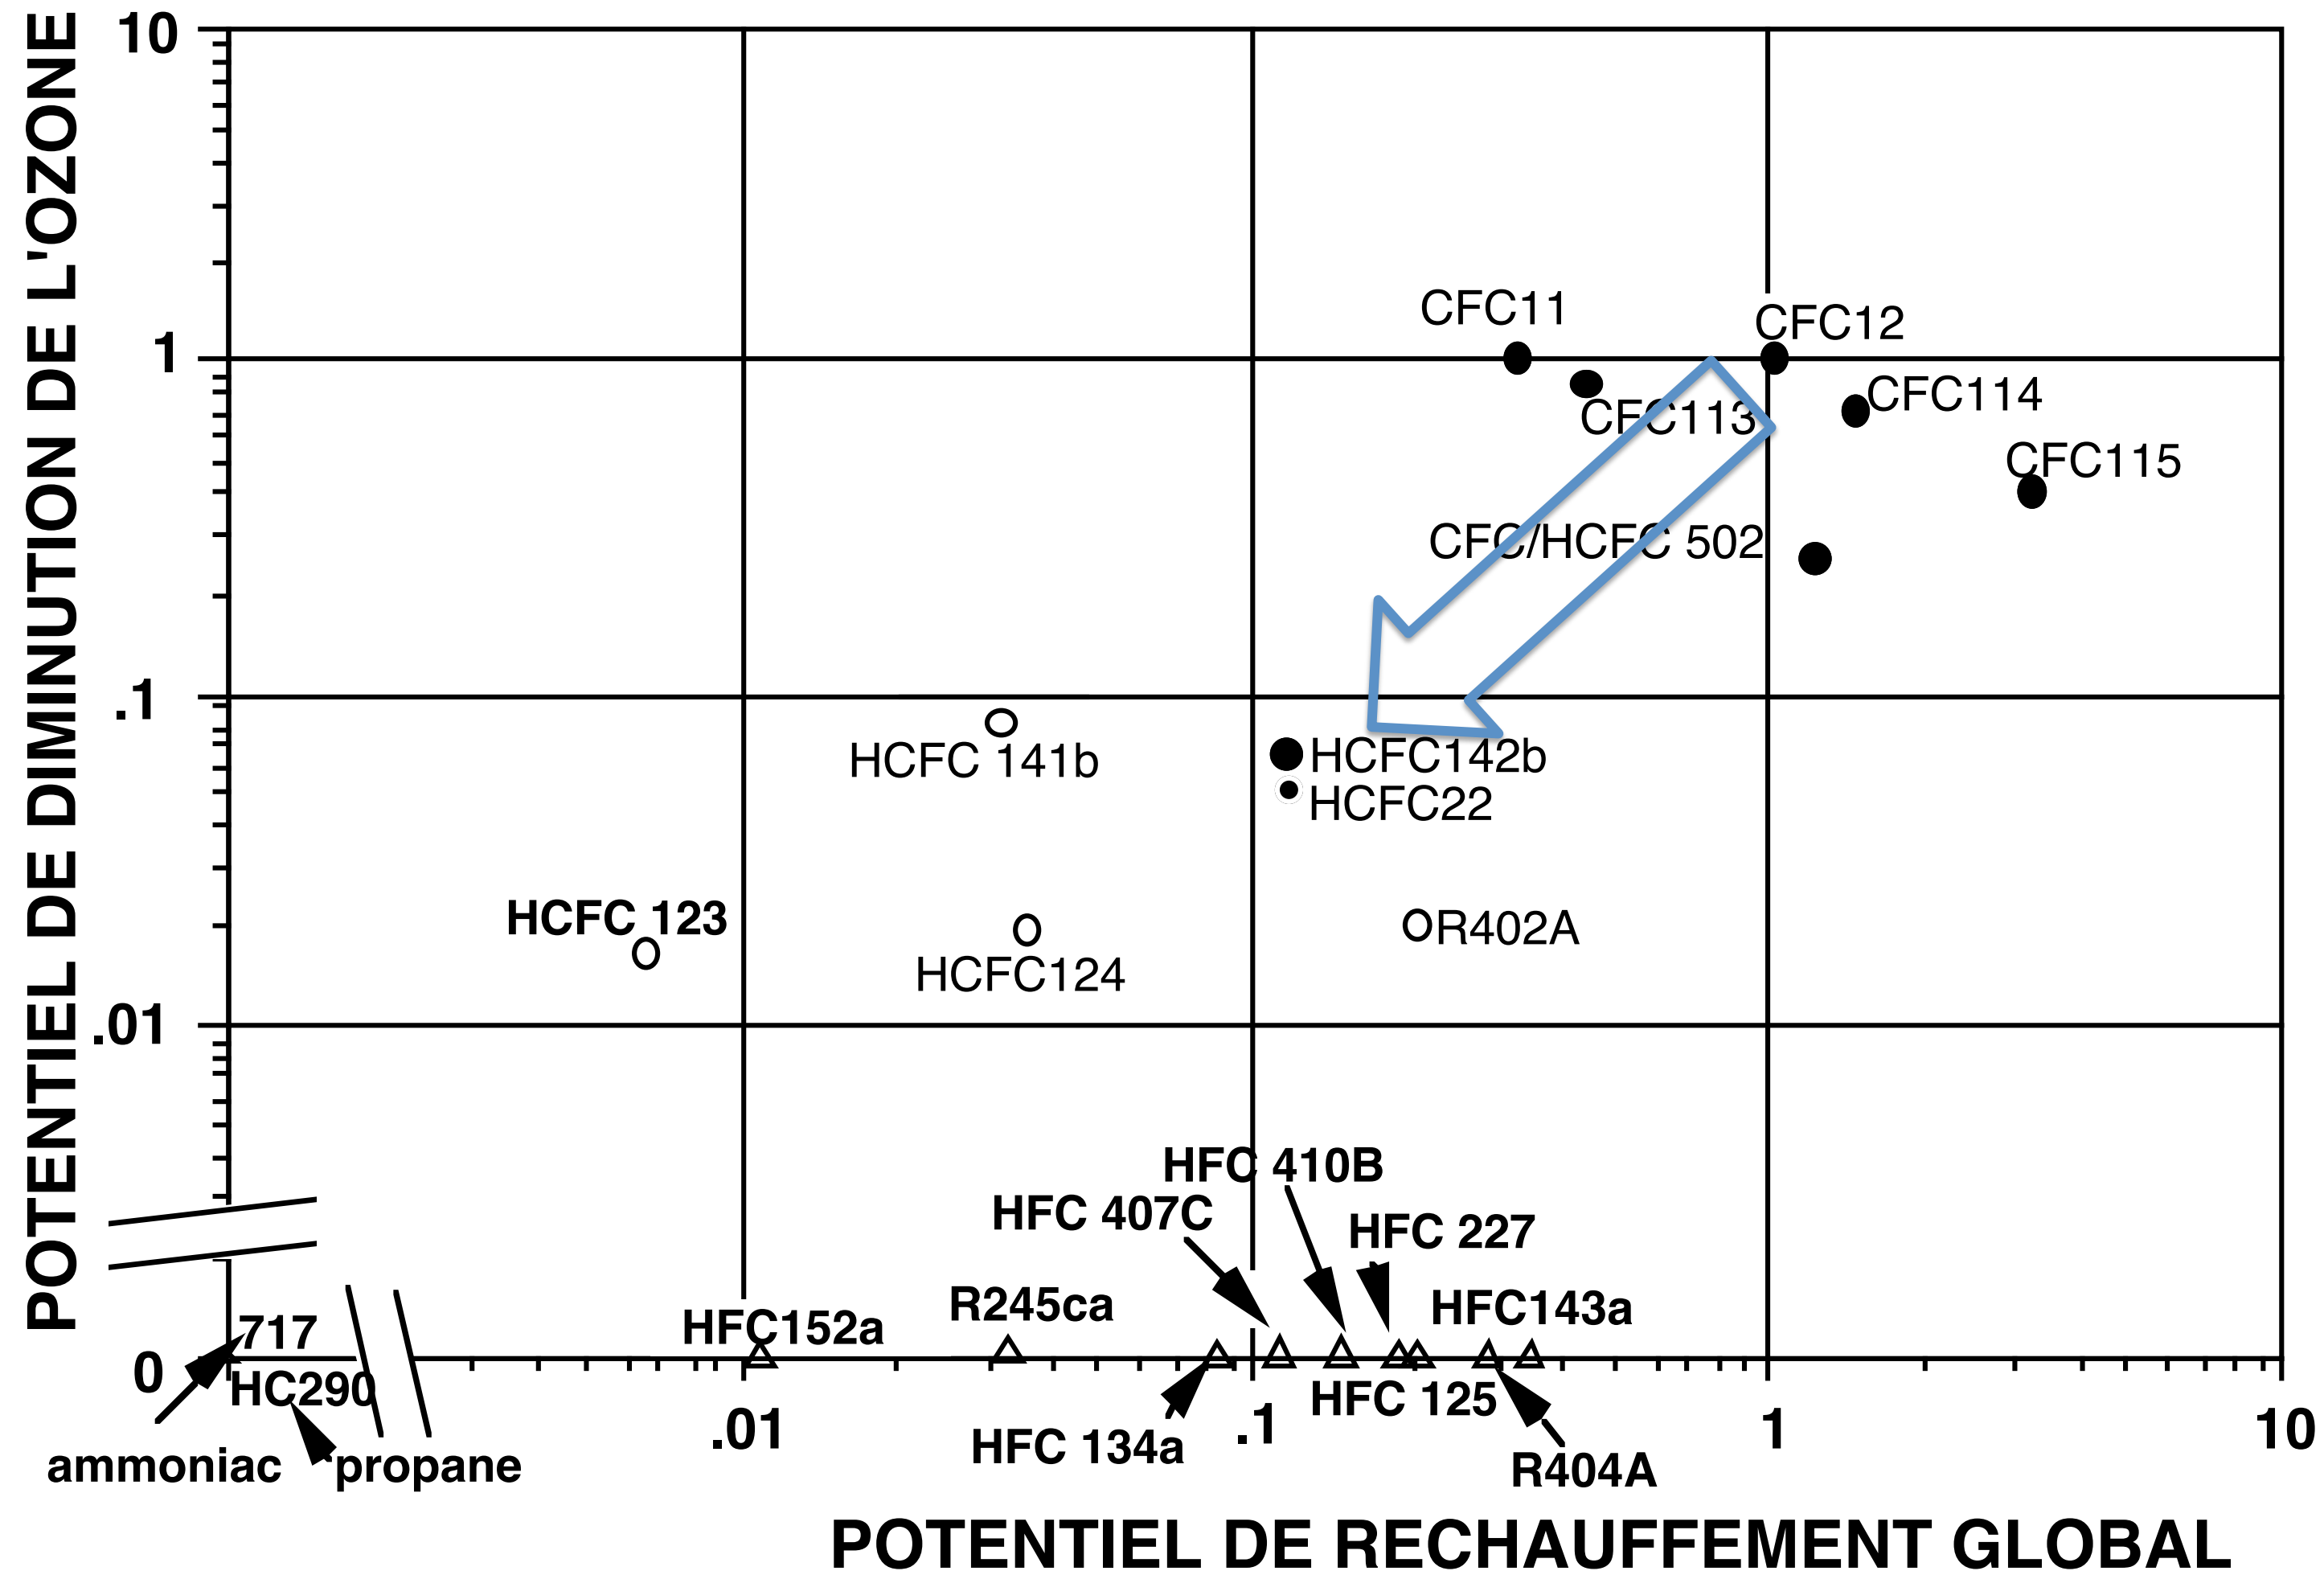 POTENTIEL DE DIMINUTION DE L'OZONE
10
1
.1
.01
0
CFC11
CFC12
CFC113
CFC114
CFC115
CFC/HCFC 502
HCFC 141b
HCFC142b
HCFC22
HCFC 123
HCFC124
R402A
HFC 410B
HFC 407C
HFC 227
R245ca
HFC143a
HFC152a
717
HC290
HFC 125
HFC 134a
R404A
ammoniac
propane
.01
.1
1
10
POTENTIEL DE RECHAUFFEMENT GLOBAL